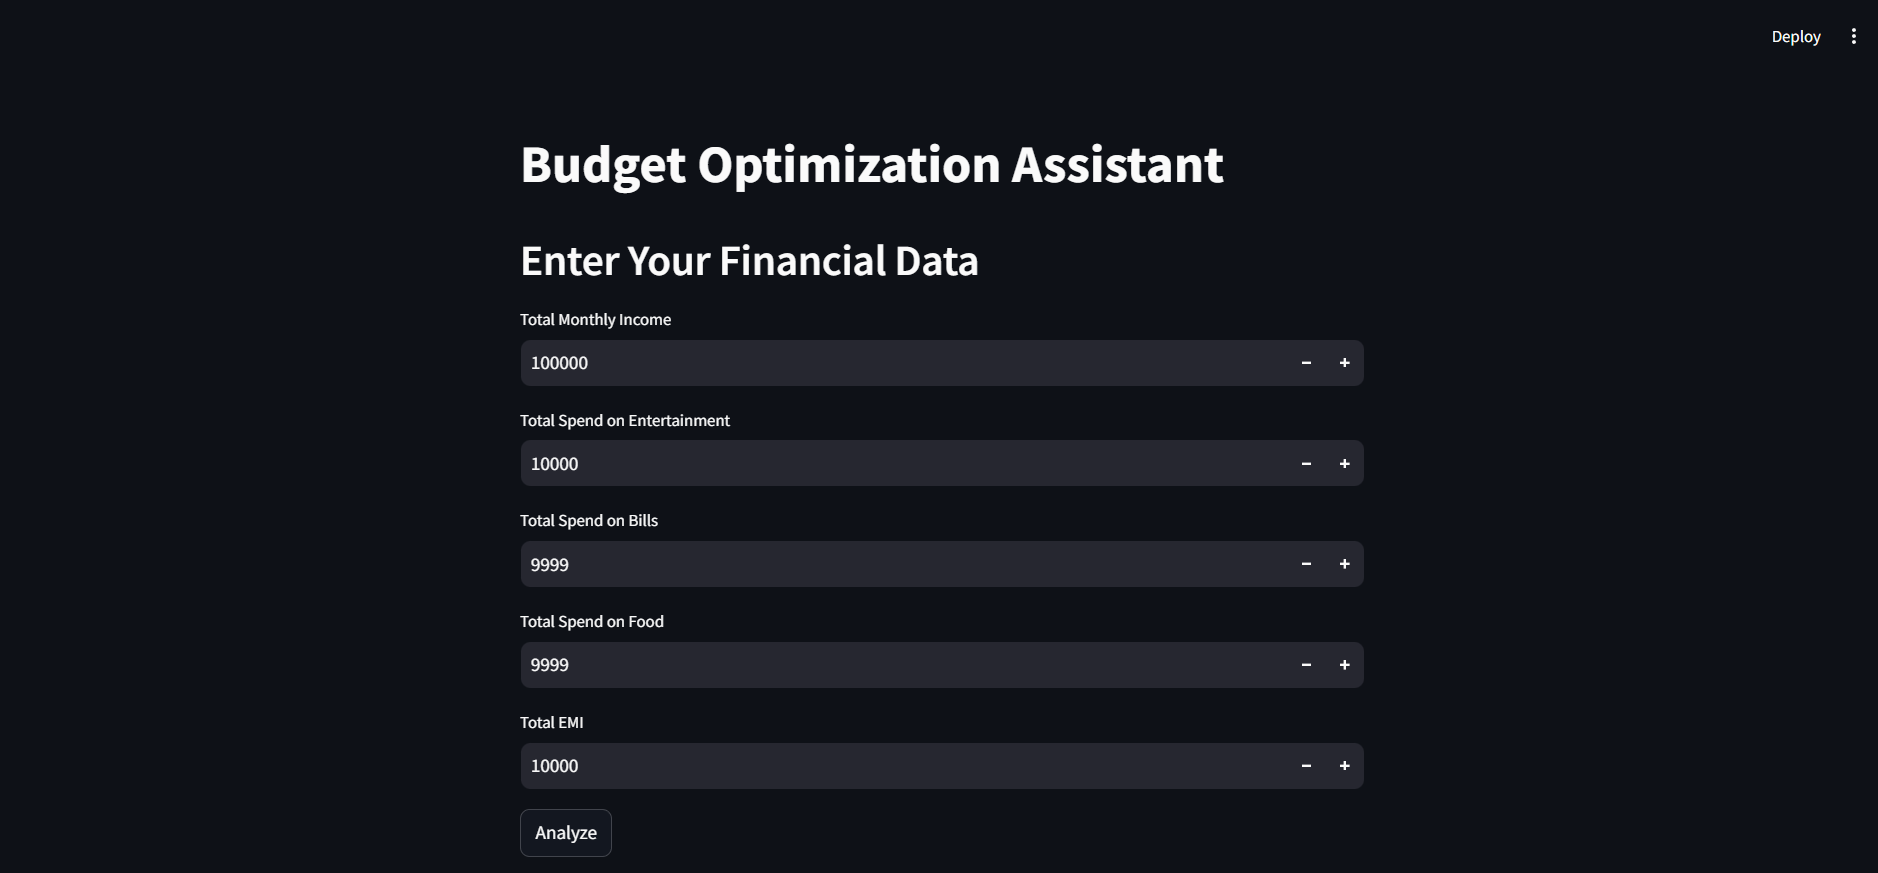 Deploy
Budget Optimization Assistant
Enter Your Financial Data
Total Monthly Income
100000
Total Spend on Entertainment
10000
Total Spend on Bills
9999
Total Spend on Food
9999
Total EMI
10000
Analyze